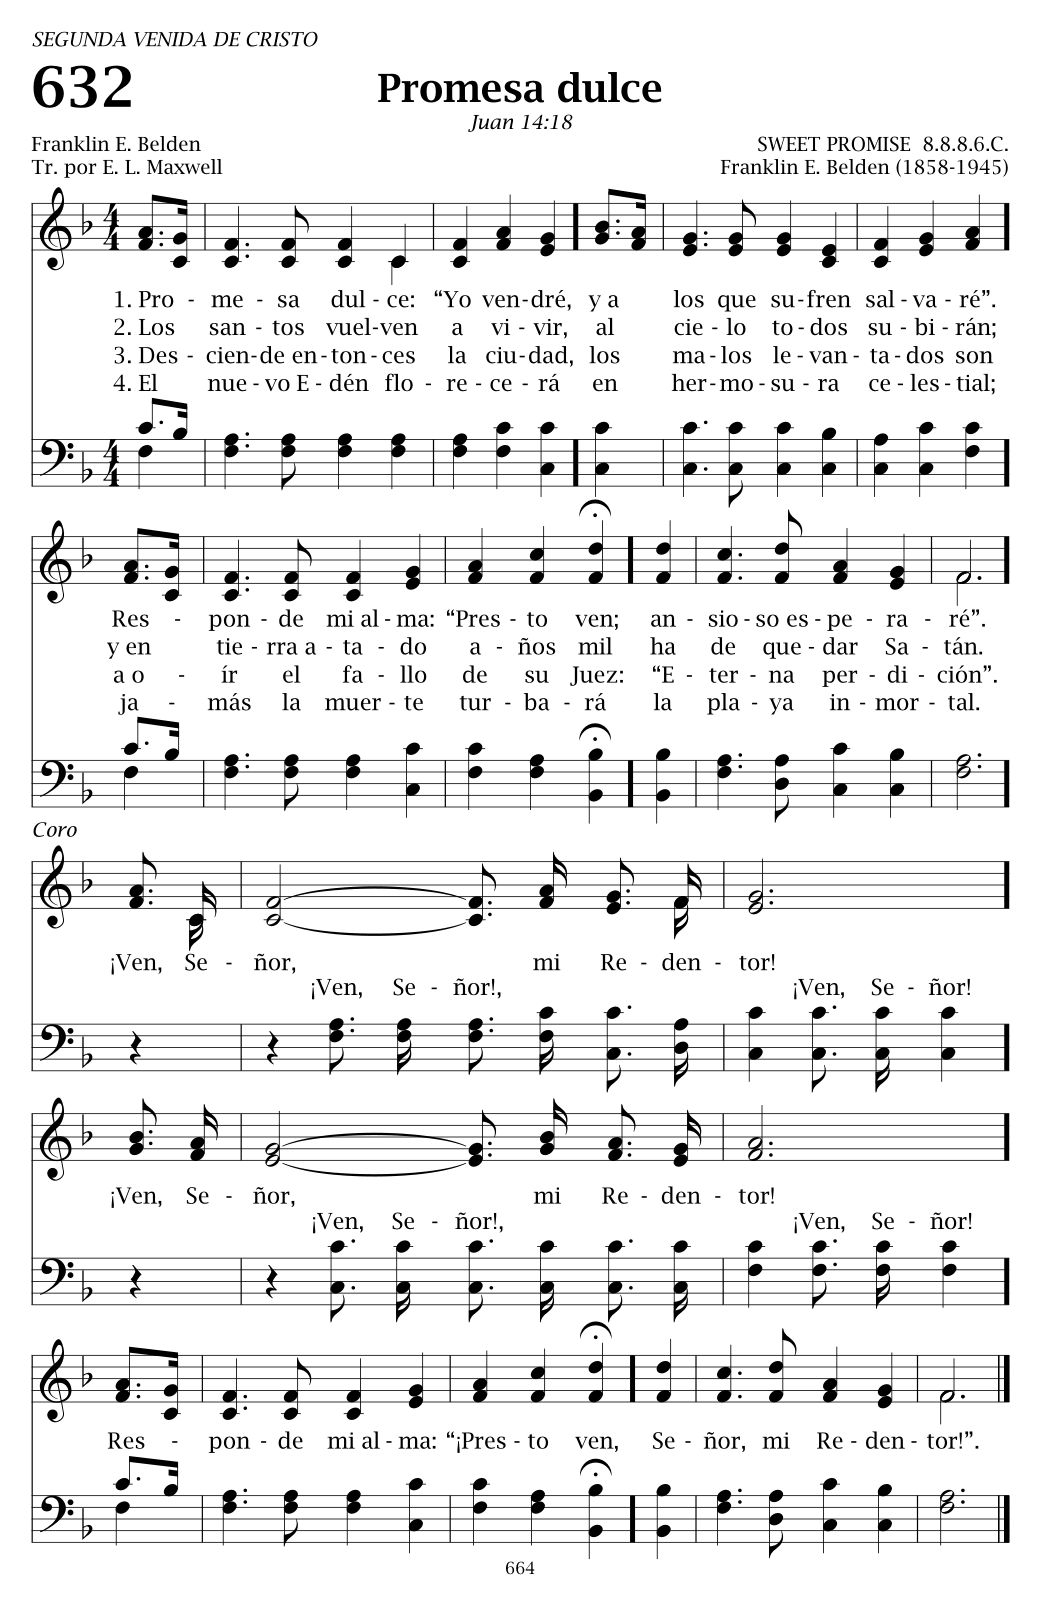 SEGUNDA VENIDA DE CRISTO
632
Promesa dulce
Juan 14:18
Franklin E. Belden
SWEET PROMISE 8.8.8.6.C.
Tr. por E. L. Maxwell
Franklin E. Belden (1858-1945)
4 4
1. Pro - me - sa dul - ce: “Yo ven - dré, y a los que su - fren sal - va - ré”.
2. Los san - tos vuel - ven a vi - vir, al cie - lo to - dos su - bi - rán;
3. Des - cien - de en - ton - ces la ciu - dad, los ma - los le - van - ta - dos son
4. El nue - vo E - dén flo - re - ce - rá en her - mo - su - ra ce - les - tial;
4 4
Res - pon - de mi al - ma: “Pres - to ven; an - sio - so es - pe - ra - ré”.
y en tie - rra a - ta - do a - ños mil ha de que - dar Sa - tán.
a o - ír el fa - llo de su Juez: “E - ter - na per - di - ción”.
ja - más la muer - te tur - ba - rá la pla - ya in - mor - tal.
Coro
¡Ven, Se - ñor, mi Re - den - tor!
¡Ven, Se - ñor!, ¡Ven, Se - ñor!
¡Ven, Se - ñor, mi Re - den - tor!
¡Ven, Se - ñor!, ¡Ven, Se - ñor!
Res - pon - de mi al - ma: “¡Pres - to ven, Se - ñor, mi Re - den - tor!”.
664